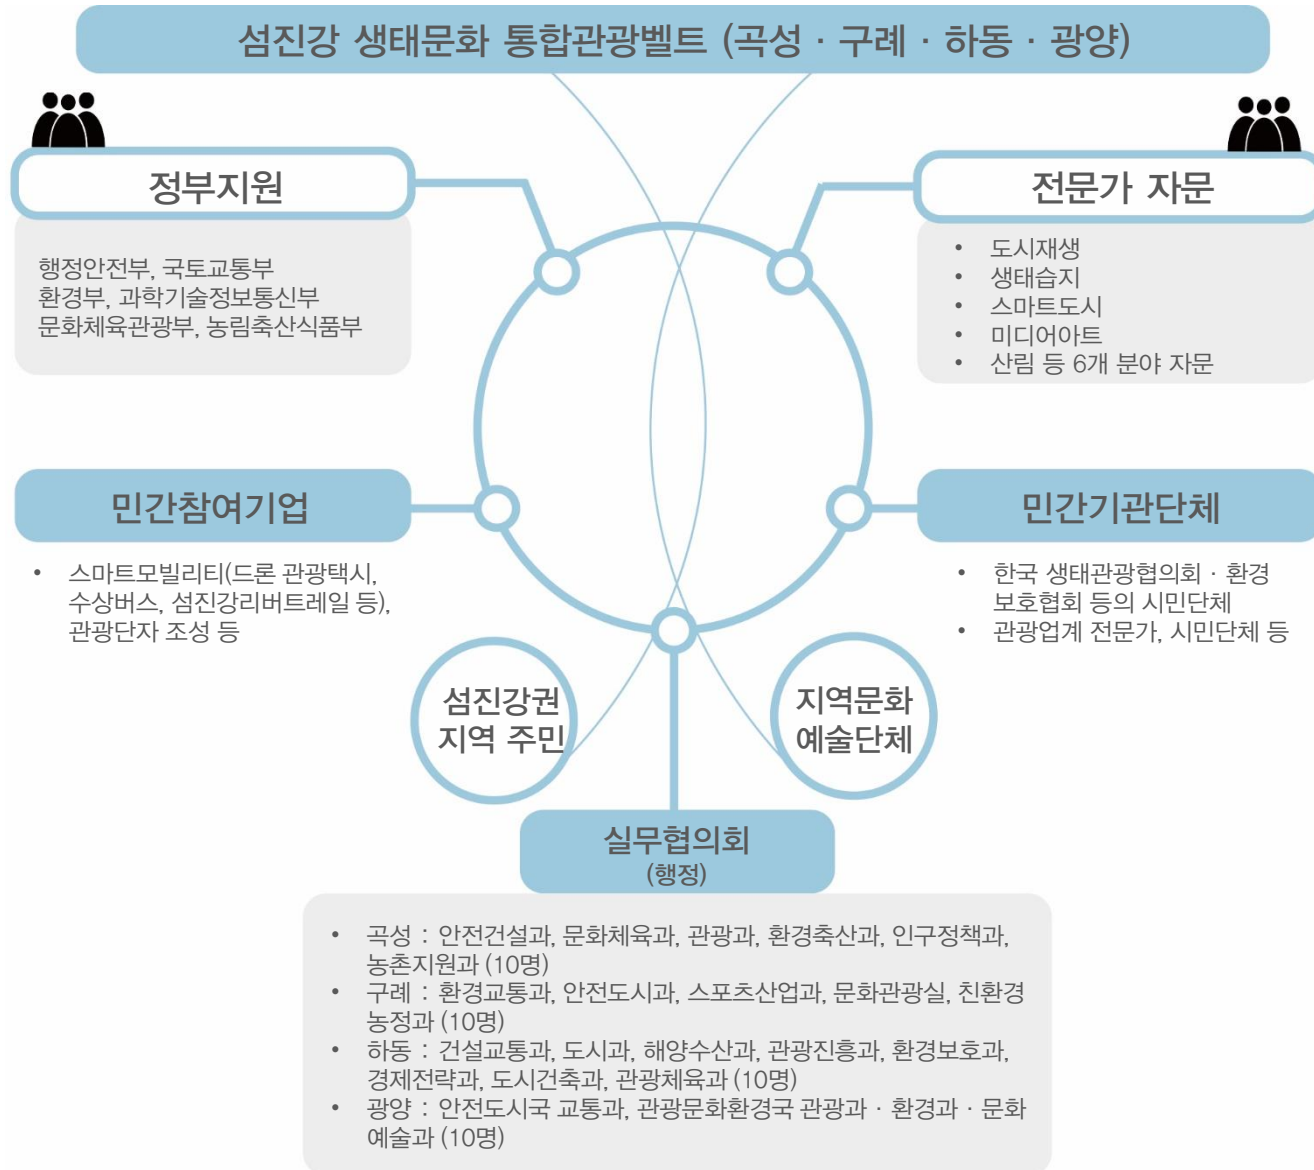 섬진강 생태문화 통합관광벨트 (곡성 · 구례 · 하동 · 광양)
정부지원
행정안전부, 국토교통부
환경부, 과학기술정보통신부
문화체육관광부, 농림축산식품부
전문가 자문
• 도시재생
• 생태습지
• 스마트도시
• 미디어아트
• 산림 등 6개 분야 자문
민간참여기업
• 스마트모빌리티(드론 관광택시,
수상버스, 섬진강리버트레일 등),
관광단자 조성 등
민간기관단체
• 한국 생태관광협의회 · 환경
보호협회 등의 시민단체
• 관광업계 전문가, 시민단체 등
섬진강권
지역 주민
지역문화
예술단체
실무협의회
(행정)
• 곡성 : 안전건설과, 문화체육과, 관광과, 환경축산과, 인구정책과,
농촌지원과 (10명)
• 구례 : 환경교통과, 안전도시과, 스포츠산업과, 문화관광실, 친환경
농정과 (10명)
• 하동 : 건설교통과, 도시과, 해양수산과, 관광진흥과, 환경보호과,
경제전략과, 도시건축과, 관광체육과 (10명)
• 광양 : 안전도시국 교통과, 관광문화환경국 관광과 · 환경과 · 문화
예술과 (10명)